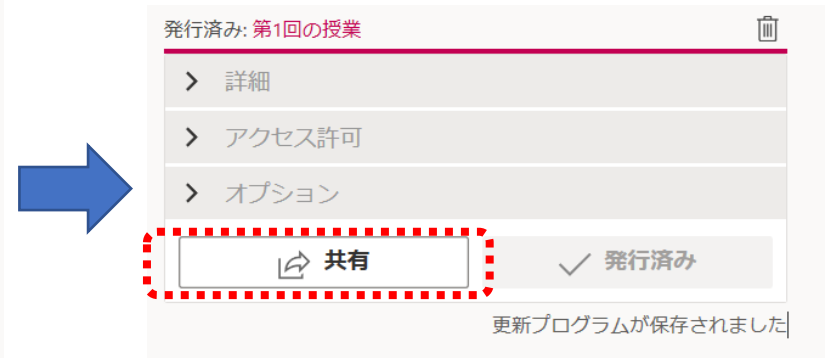 発行済み: 第1回の授業
詳細
アクセス許可
オプション
共有
発行済み
更新プログラムが保存されました